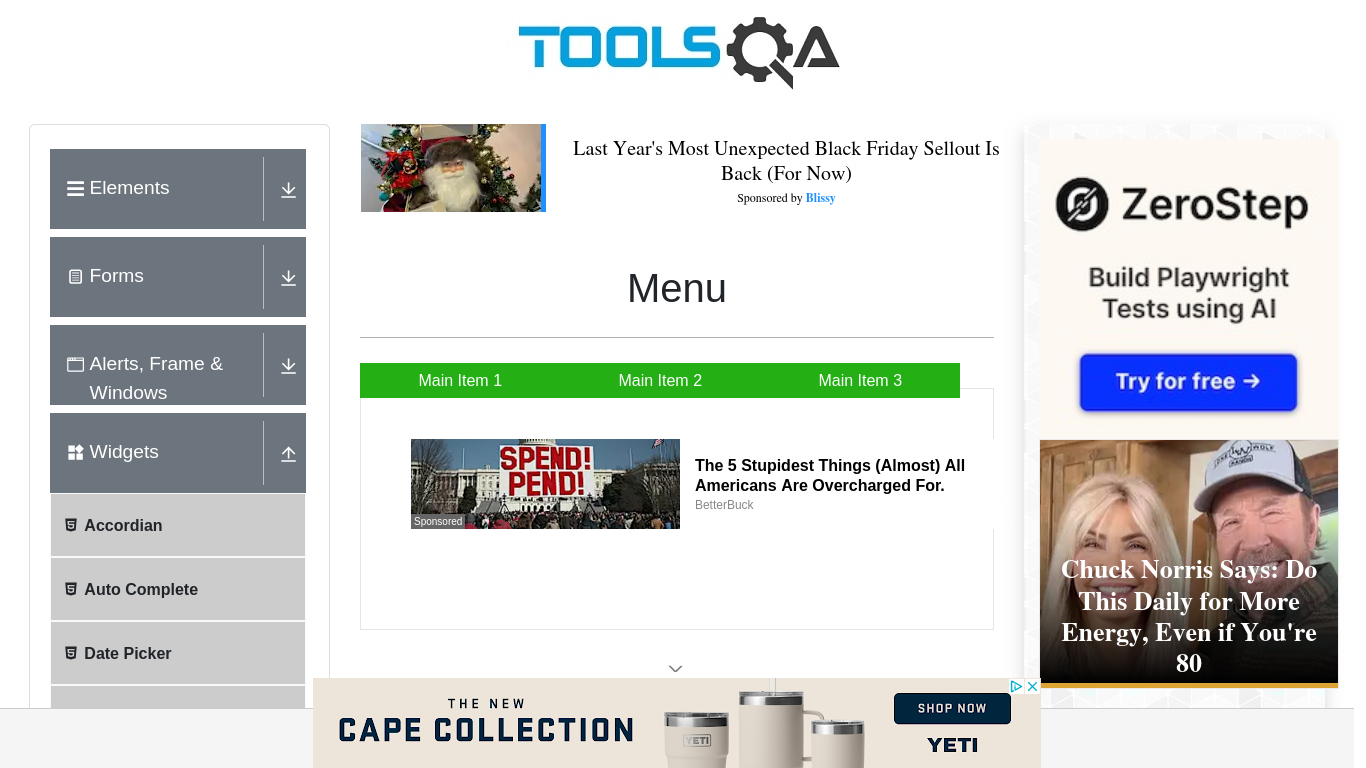 TOOLSQA
Elements
Forms
Alerts, Frame &
Windows
Widgets
Accordian
Auto Complete
Date Picker
Last Year's Most Unexpected Black Friday Sellout Is
Back (For Now)
Sponsored by Blissy
Menu
Main Item 1
Main Item 2
Main Item 3
SPEND!
PEND!
Sponsored
The 5 Stupidest Things (Almost) All
Americans Are Overcharged For.
BetterBuck
ZeroStep
Build Playwright
Tests using AI
Try for free →
Chuck Norris Says: Do
This Daily for More
Energy, Even if You're
80
THE NEW
CAPE COLLECTION
YETI
SHOP NOW
YETI